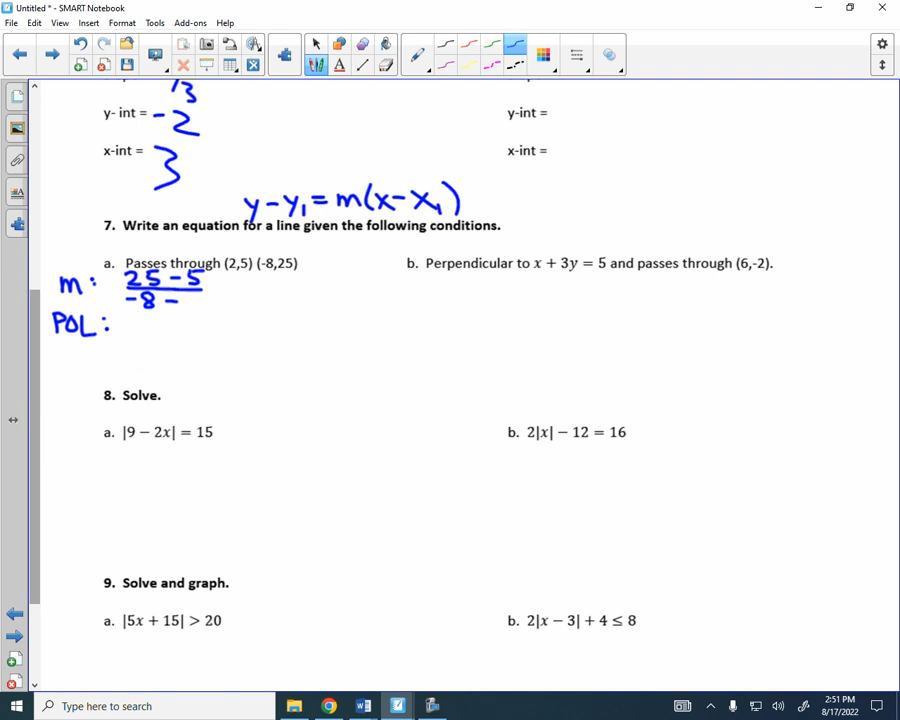 Untitled * - SMART Notebook
File Edit View Insert Format Tools Add-ons Help
y- int = -2
y-int =
x-int = 3
x-int =
y-y₁=m(x-x₁)
7. Write an equation for a line given the following conditions.
a. Passes through (2,5) (-8,25)
b. Perpendicular to x + 3y = 5 and passes through (6,-2).
m: 25-5
-8-
POL:
8. Solve.
a. |9 − 2x| = 15
b. 2|x| − 12 = 16
9. Solve and graph.
a. |5x + 15| > 20
b. 2|x − 3| + 4 ≤ 8
Type here to search
2:51 PM
8/17/2022